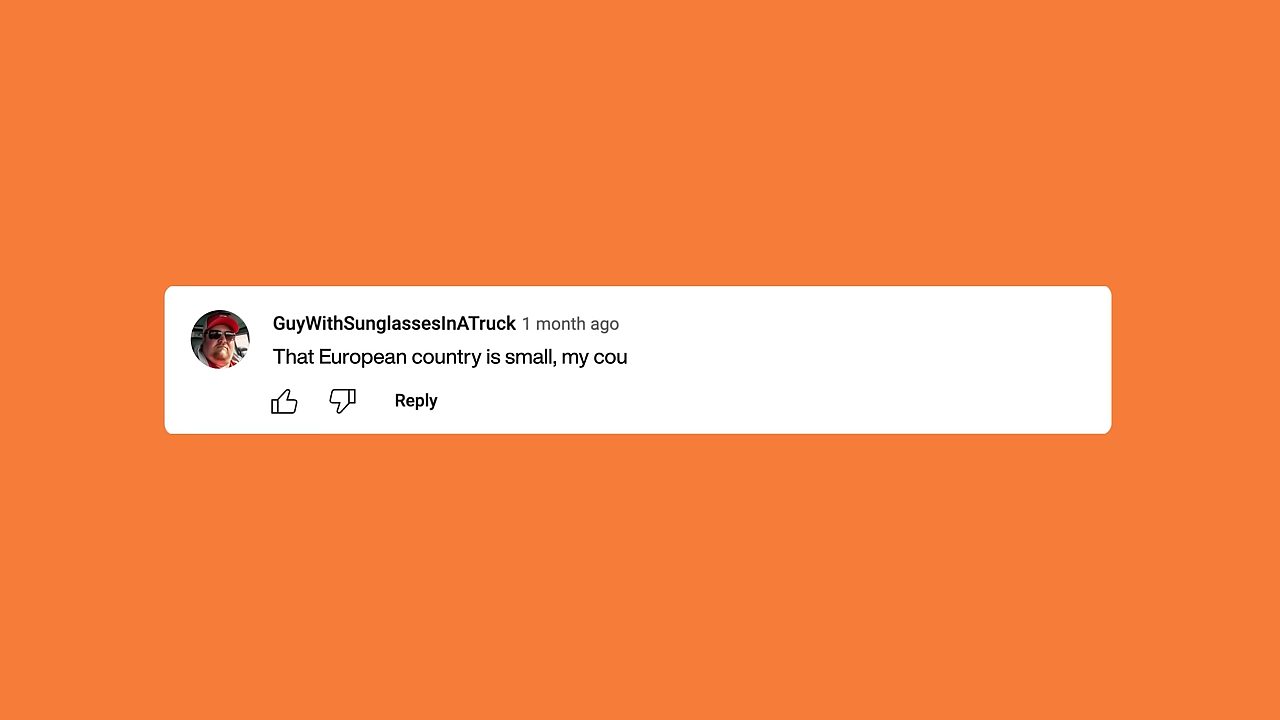 GuyWithSunglassesInATruck 1 month ago
That European country is small, my cou
Reply